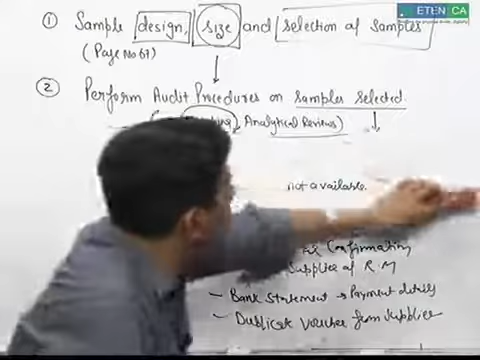 ETEN CA
① Sample design, size and selection of samples
(Page No 67)
② Perform Audit Procedures on samples selected.
Analytical Reviews)
not available.
Confirmation
Supplier of R.M
- Bank Statement → Payment details
- Duplicate Voucher from Supplier